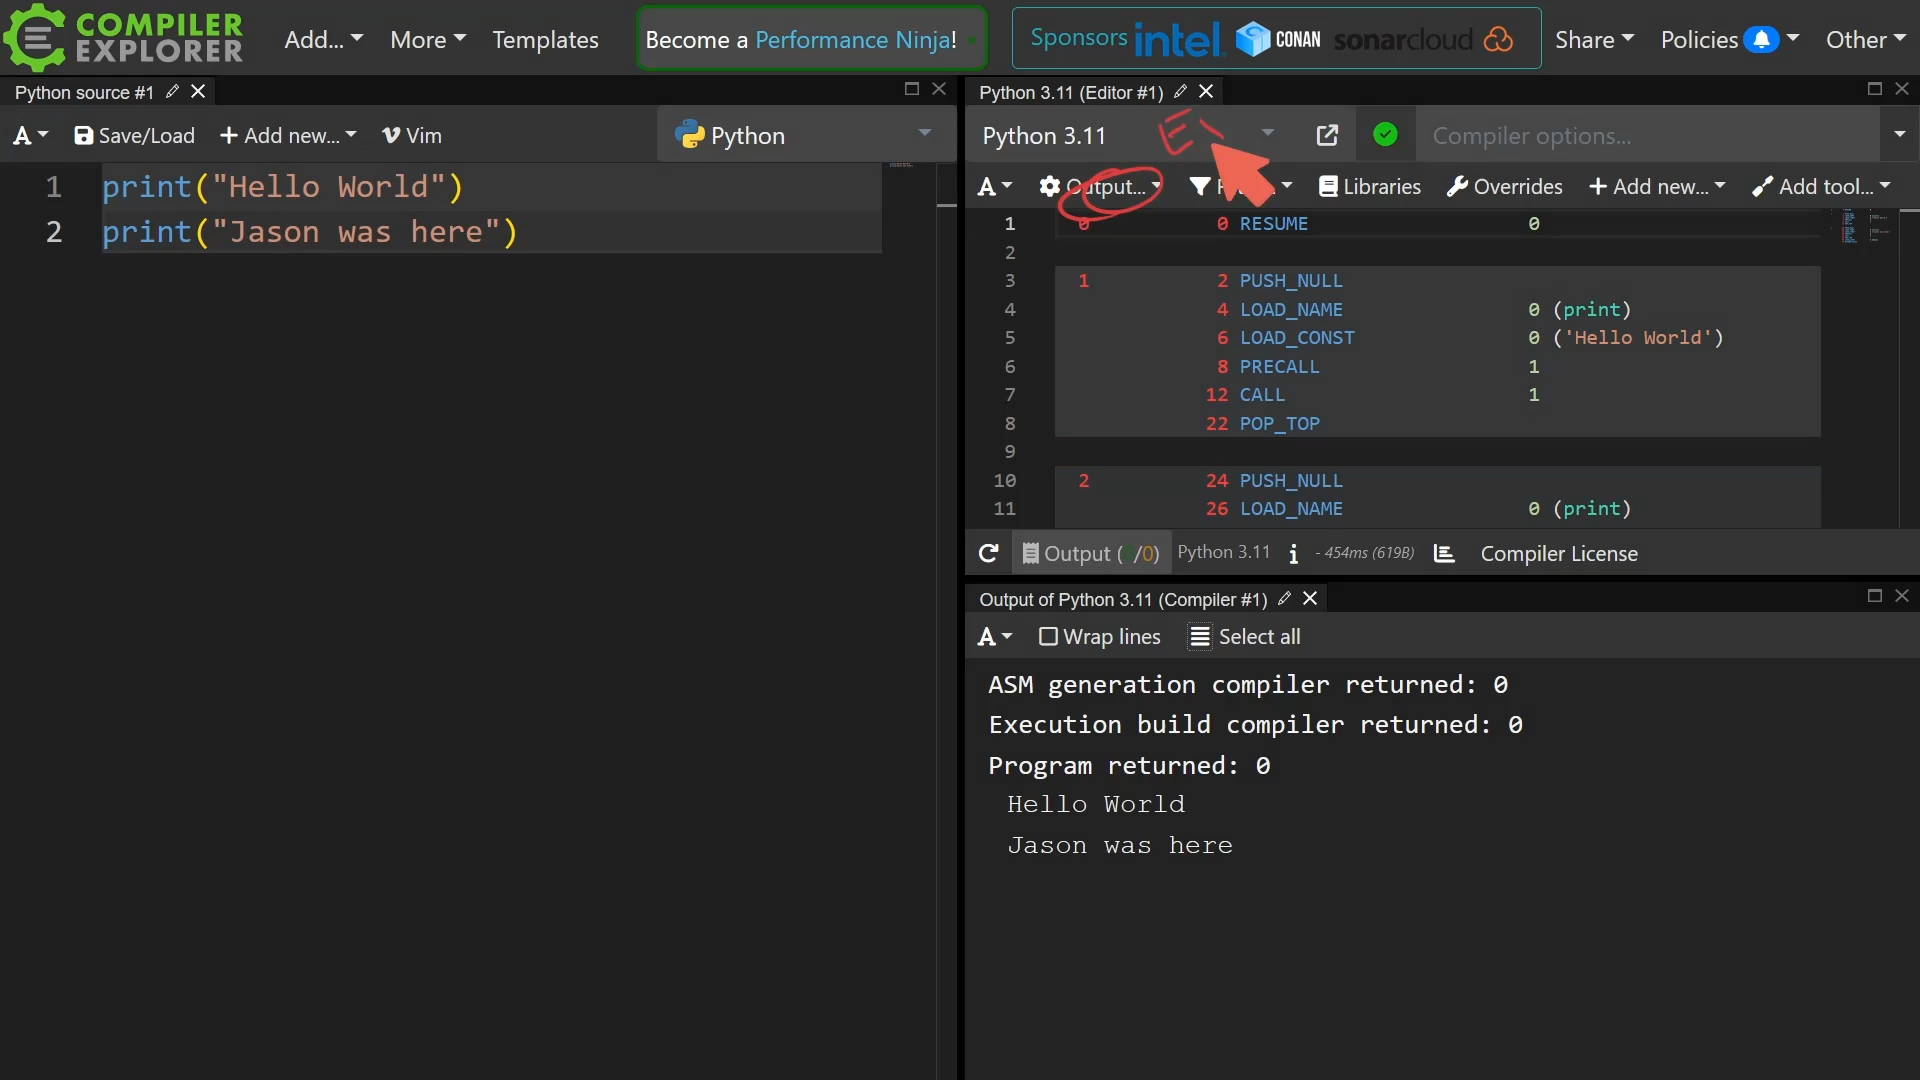 COMPILER EXPLORER
Add... More Templates
Become a Performance Ninja!
Sponsors intel CONAN sonarcloud
Share Policies Other
Python source #1
A Save/Load + Add new... Vim
Python
1 print("Hello World")
2 print("Jason was here")
Python 3.11 (Editor #1)
Python 3.11
Compiler options...
A Output... Libraries Overrides + Add new... Add tool...
1 0 0 RESUME 0
2
3 1 2 PUSH_NULL
4 4 LOAD_NAME 0 (print)
5 6 LOAD_CONST 0 ('Hello World')
6 8 PRECALL 1
7 12 CALL 1
8 22 POP_TOP
9
10 2 24 PUSH_NULL
11 26 LOAD_NAME 0 (print)
Output ( /0) Python 3.11 i - 454ms (619B) Compiler License
Output of Python 3.11 (Compiler #1)
A Wrap lines Select all
ASM generation compiler returned: 0
Execution build compiler returned: 0
Program returned: 0
Hello World
Jason was here